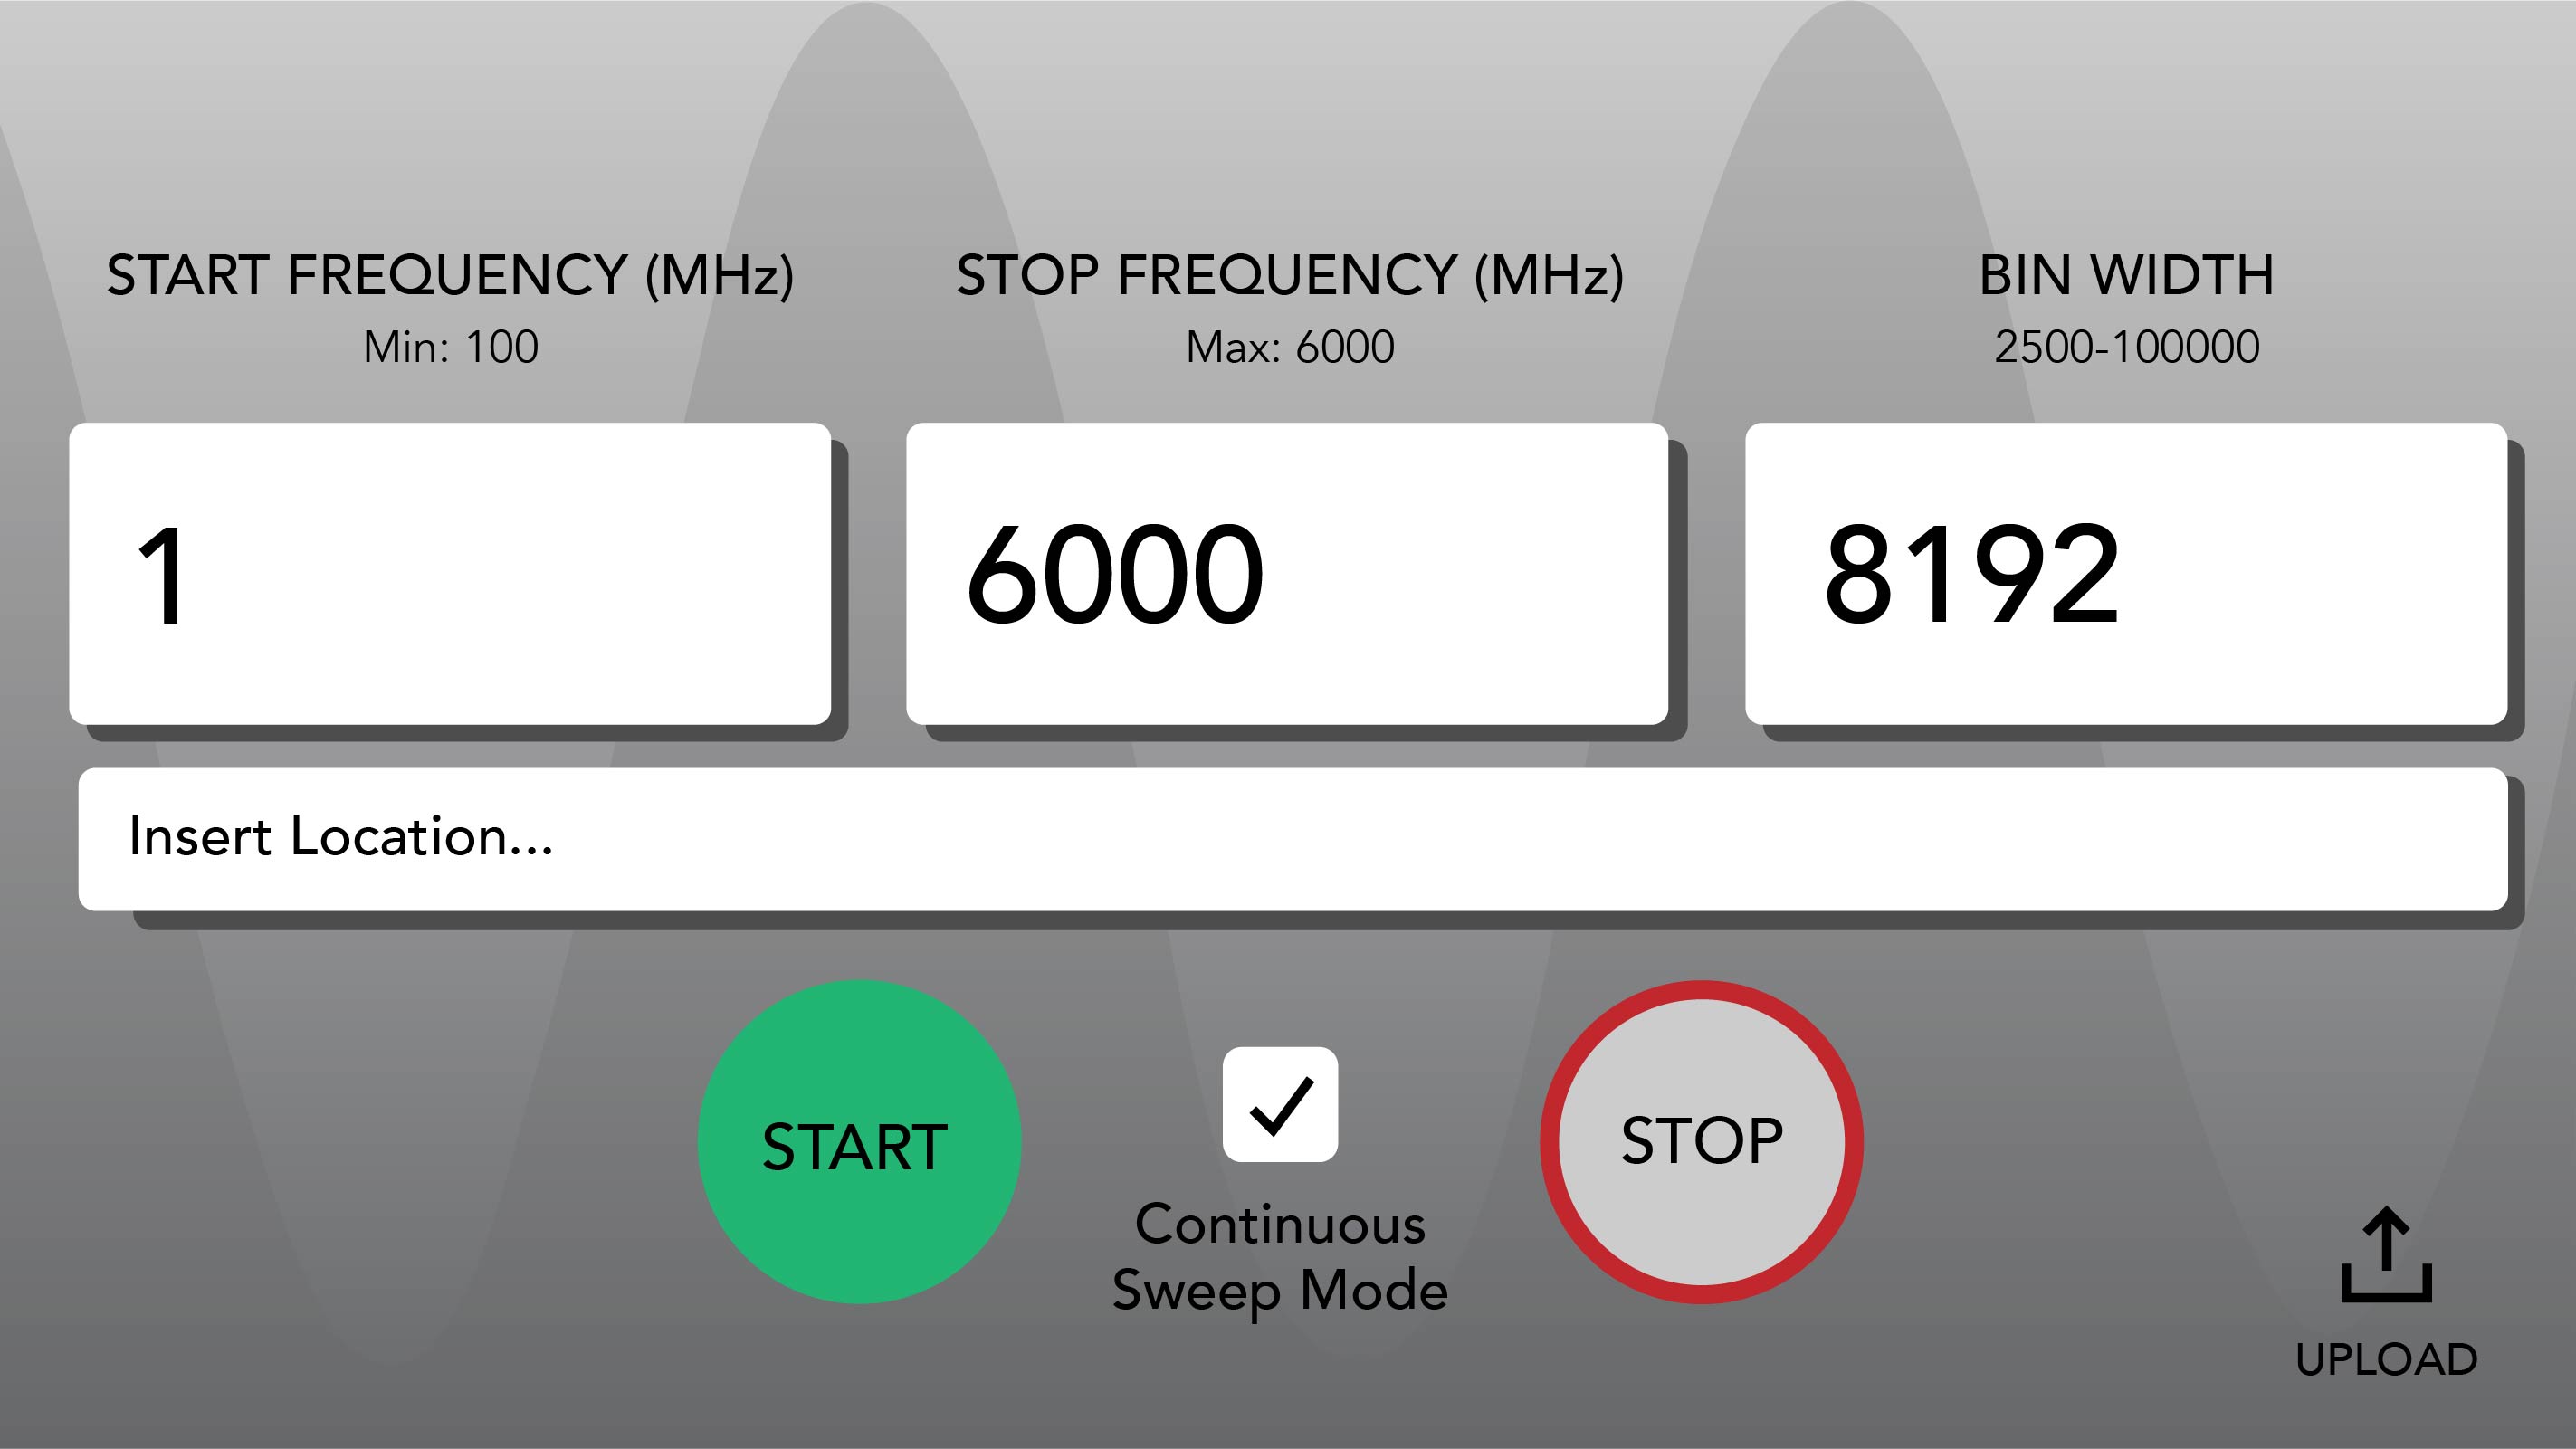 START FREQUENCY (MHz)
Min: 100
STOP FREQUENCY (MHz)
Max: 6000
BIN WIDTH
2500-100000
1
6000
8192
Insert Location...
START
Continuous
Sweep Mode
STOP
UPLOAD